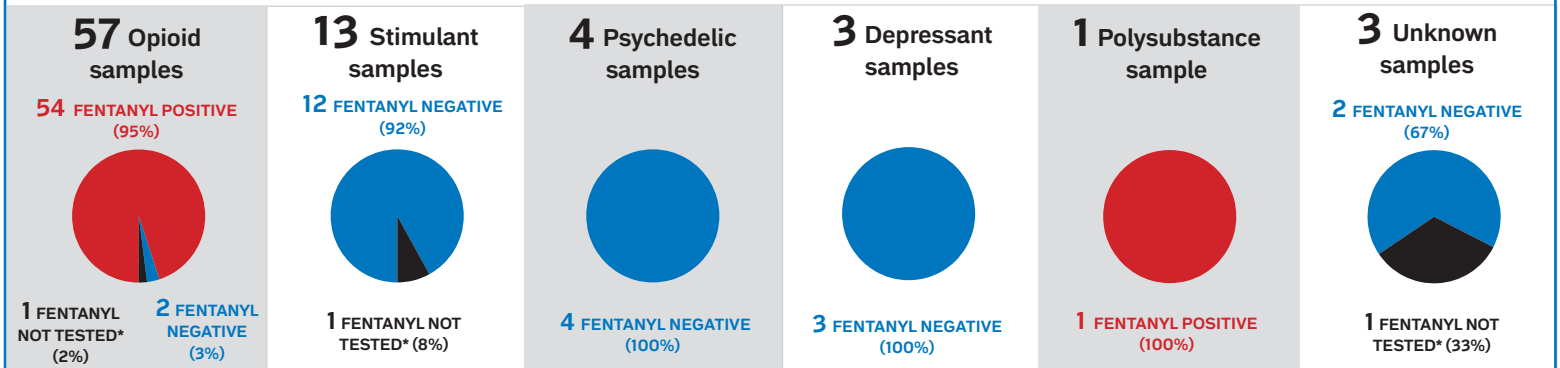 57 Opioid
samples
54 FENTANYL POSITIVE
(95%)
1 FENTANYL
NOT TESTED*
(2%)
2 FENTANYL
NEGATIVE
(3%)
13 Stimulant
samples
12 FENTANYL NEGATIVE
(92%)
1 FENTANYL NOT
TESTED* (8%)
4 Psychedelic
samples
4 FENTANYL NEGATIVE
(100%)
3 Depressant
samples
3 FENTANYL NEGATIVE
(100%)
1 Polysubstance
sample
1 FENTANYL POSITIVE
(100%)
3 Unknown
samples
2 FENTANYL NEGATIVE
(67%)
1 FENTANYL NOT
TESTED* (33%)